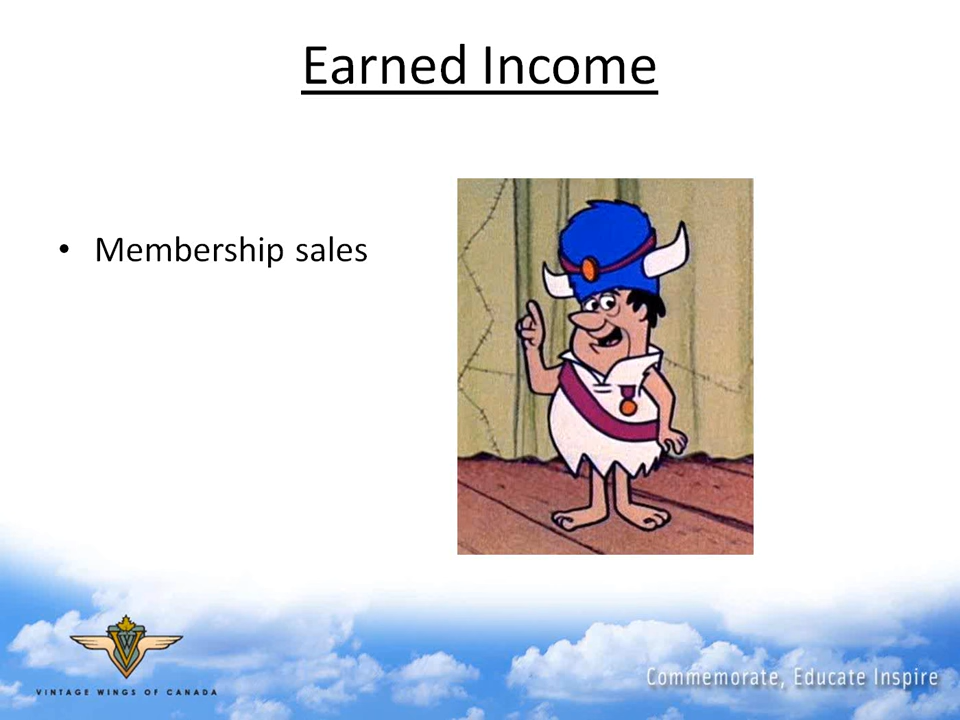 Earned Income
• Membership sales
VINTAGE WINGS OF CANADA
Commemorate, Educate Inspire